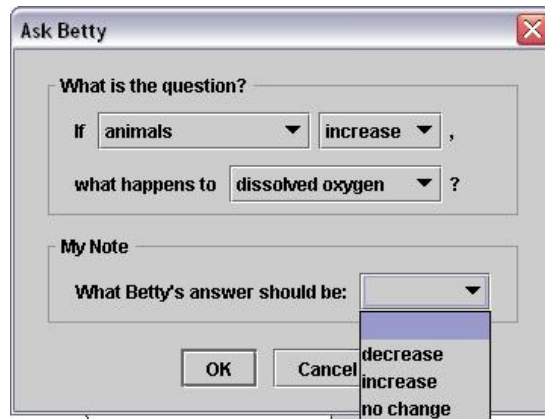 Ask Betty
What is the question?
If animals increase ,
what happens to dissolved oxygen ?
My Note
What Betty's answer should be:
OK Cancel
decrease
increase
no change